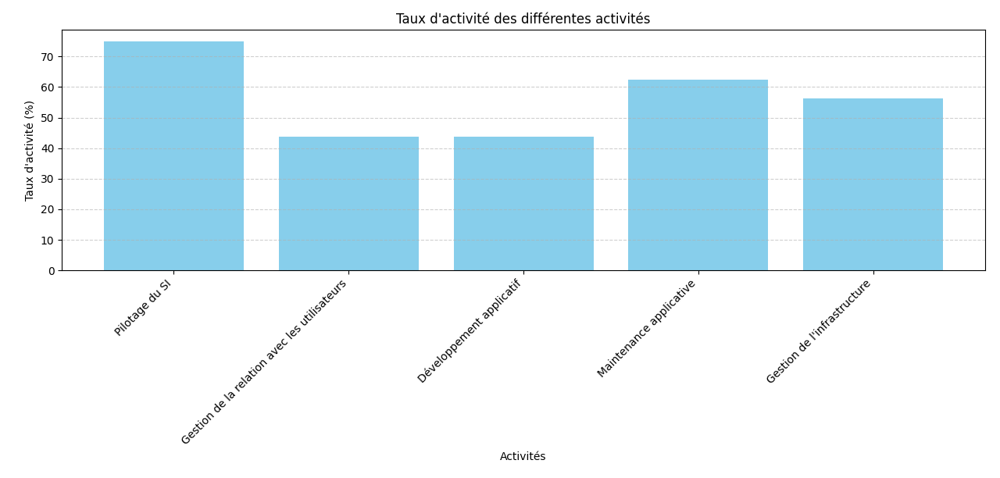 Taux d'activité des différentes activités
Taux d'activité (%)
70
60
50
40
30
20
10
0
Pilotage du SI
Gestion de la relation avec les utilisateurs
Développement applicatif
Maintenance applicative
Gestion de l'infrastructure
Activités